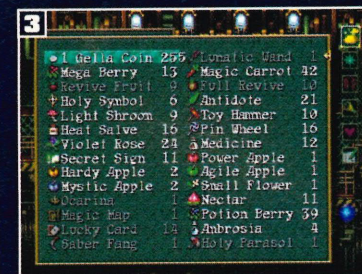 3
1 Gella Coin 255 Lunatic Wand 1
Mega Berry 13 Magic Carrot 42
Revive Fruit 9 Full Revive 10
Holy Symbol 6 Antidote 21
Light Shroom 9 Toy Hammer 10
Heat Salve 16 Pin Wheel 16
Violet Rose 24 Medicine 12
Secret Sign 11 Power Apple 1
Hardy Apple 2 Agile Apple 1
Mystic Apple 2 Small Flower 1
Ocarina 1 Nectar 11
Magic Map 1 Potion Berry 39
Lucky Card 14 Ambrosia 4
Saber Fang 1 Holy Parasol 1